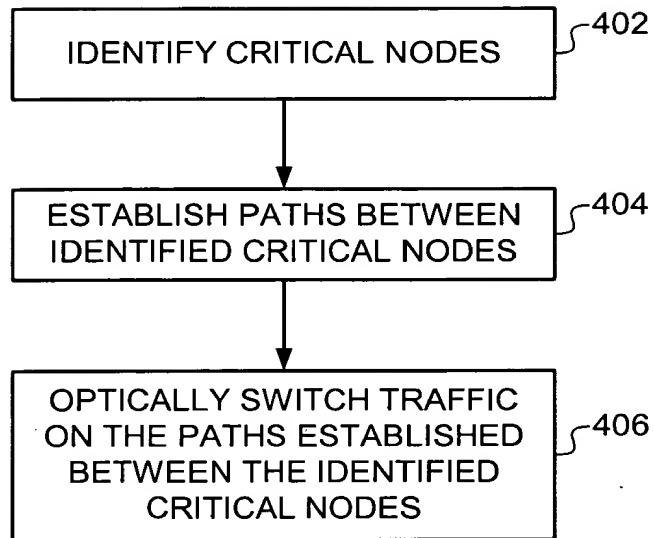 IDENTIFY CRITICAL NODES
402
ESTABLISH PATHS BETWEEN
IDENTIFIED CRITICAL NODES
404
OPTICALLY SWITCH TRAFFIC
ON THE PATHS ESTABLISHED
BETWEEN THE IDENTIFIED
CRITICAL NODES
406